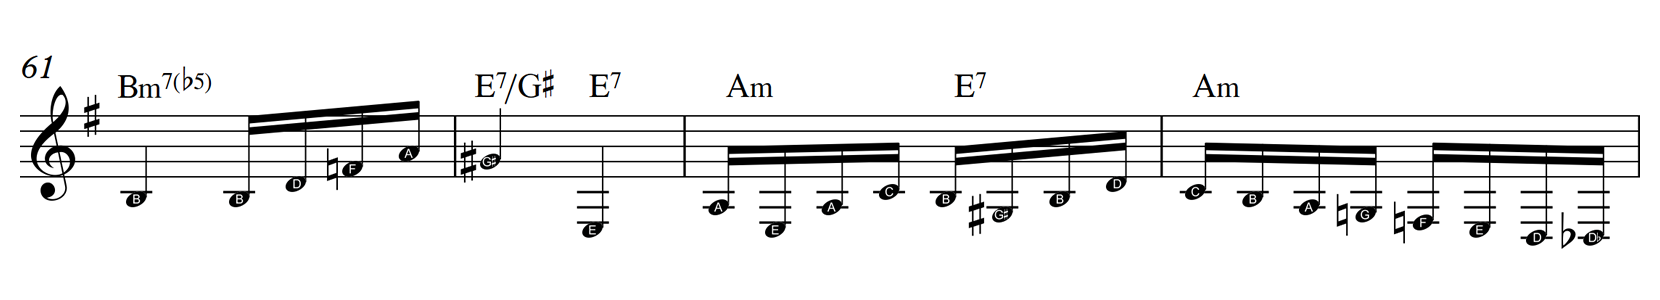 61
Bm7(♭5) E7/G♯ E7 Am E7 Am
B B D F A G♯ E A E A C B G♯ B D C B A G F E D D♭